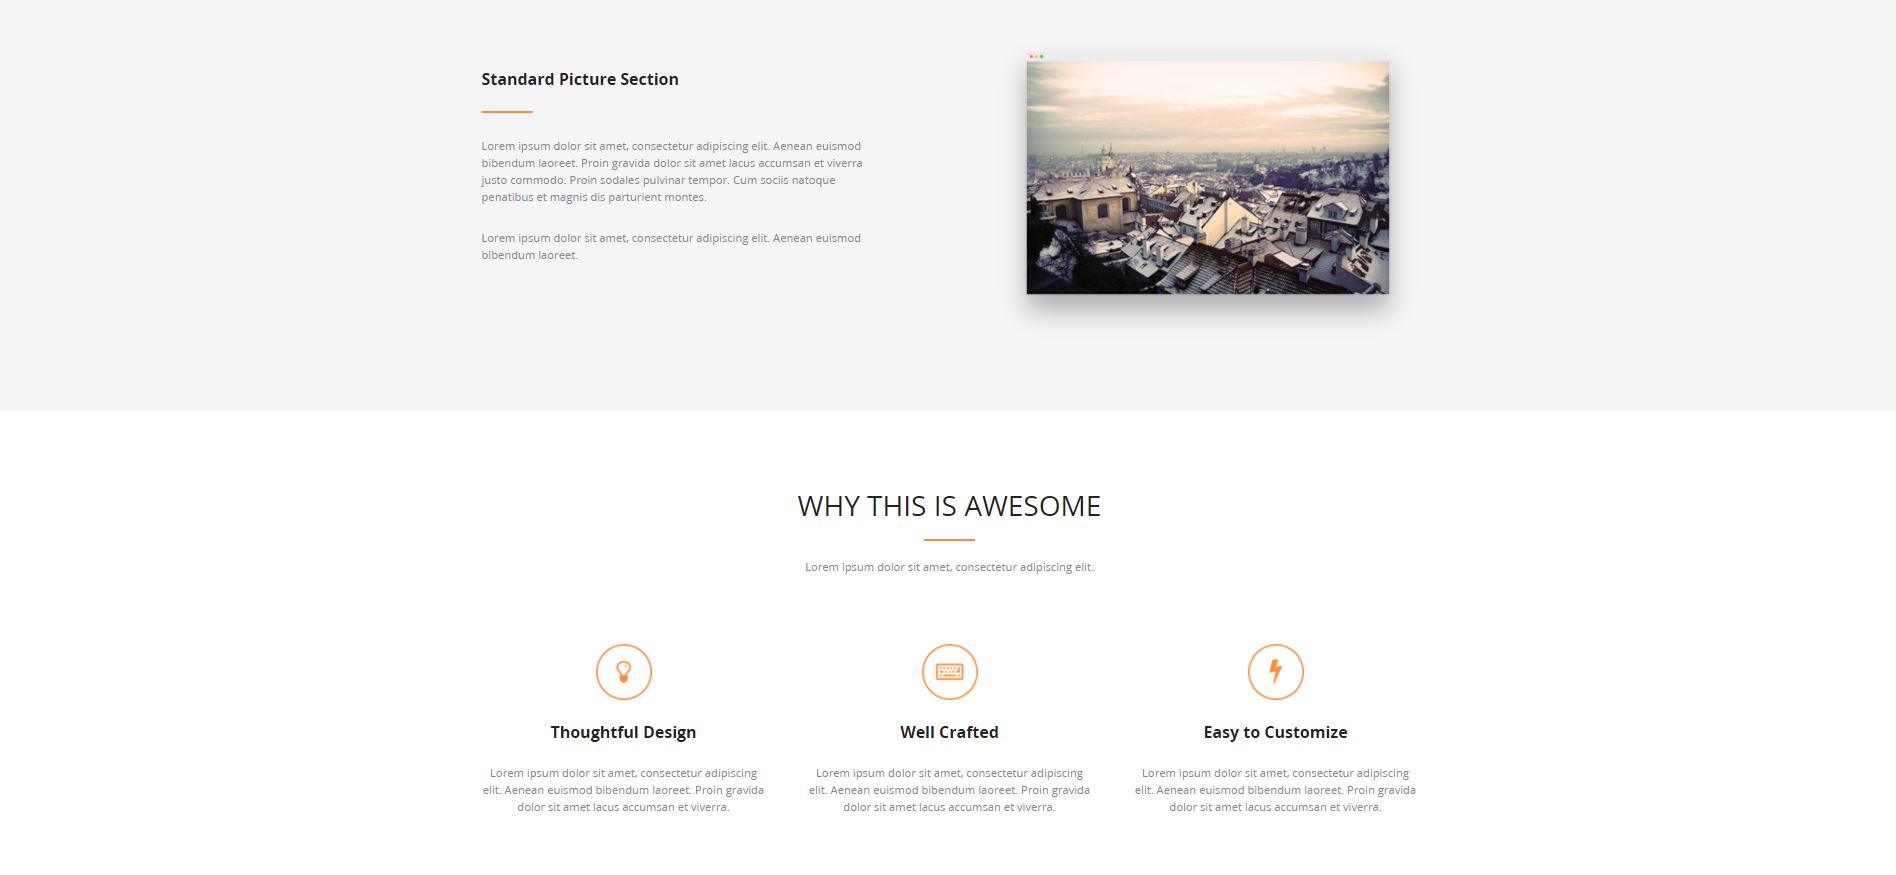 Standard Picture Section
Lorem ipsum dolor sit amet, consectetur adipiscing elit. Aenean euismod
bibendum laoreet. Proin gravida dolor sit amet lacus accumsan et viverra
justo commodo. Proin sodales pulvinar tempor. Cum sociis natoque
penatibus et magnis dis parturient montes.
Lorem ipsum dolor sit amet, consectetur adipiscing elit. Aenean euismod
bibendum laoreet.
WHY THIS IS AWESOME
Lorem ipsum dolor sit amet, consectetur adipiscing elit.
Thoughtful Design
Lorem ipsum dolor sit amet, consectetur adipiscing
elit. Aenean euismod bibendum laoreet. Proin gravida
dolor sit amet lacus accumsan et viverra.
Well Crafted
Lorem ipsum dolor sit amet, consectetur adipiscing
elit. Aenean euismod bibendum laoreet. Proin gravida
dolor sit amet lacus accumsan et viverra.
Easy to Customize
Lorem ipsum dolor sit amet, consectetur adipiscing
elit. Aenean euismod bibendum laoreet. Proin gravida
dolor sit amet lacus accumsan et viverra.